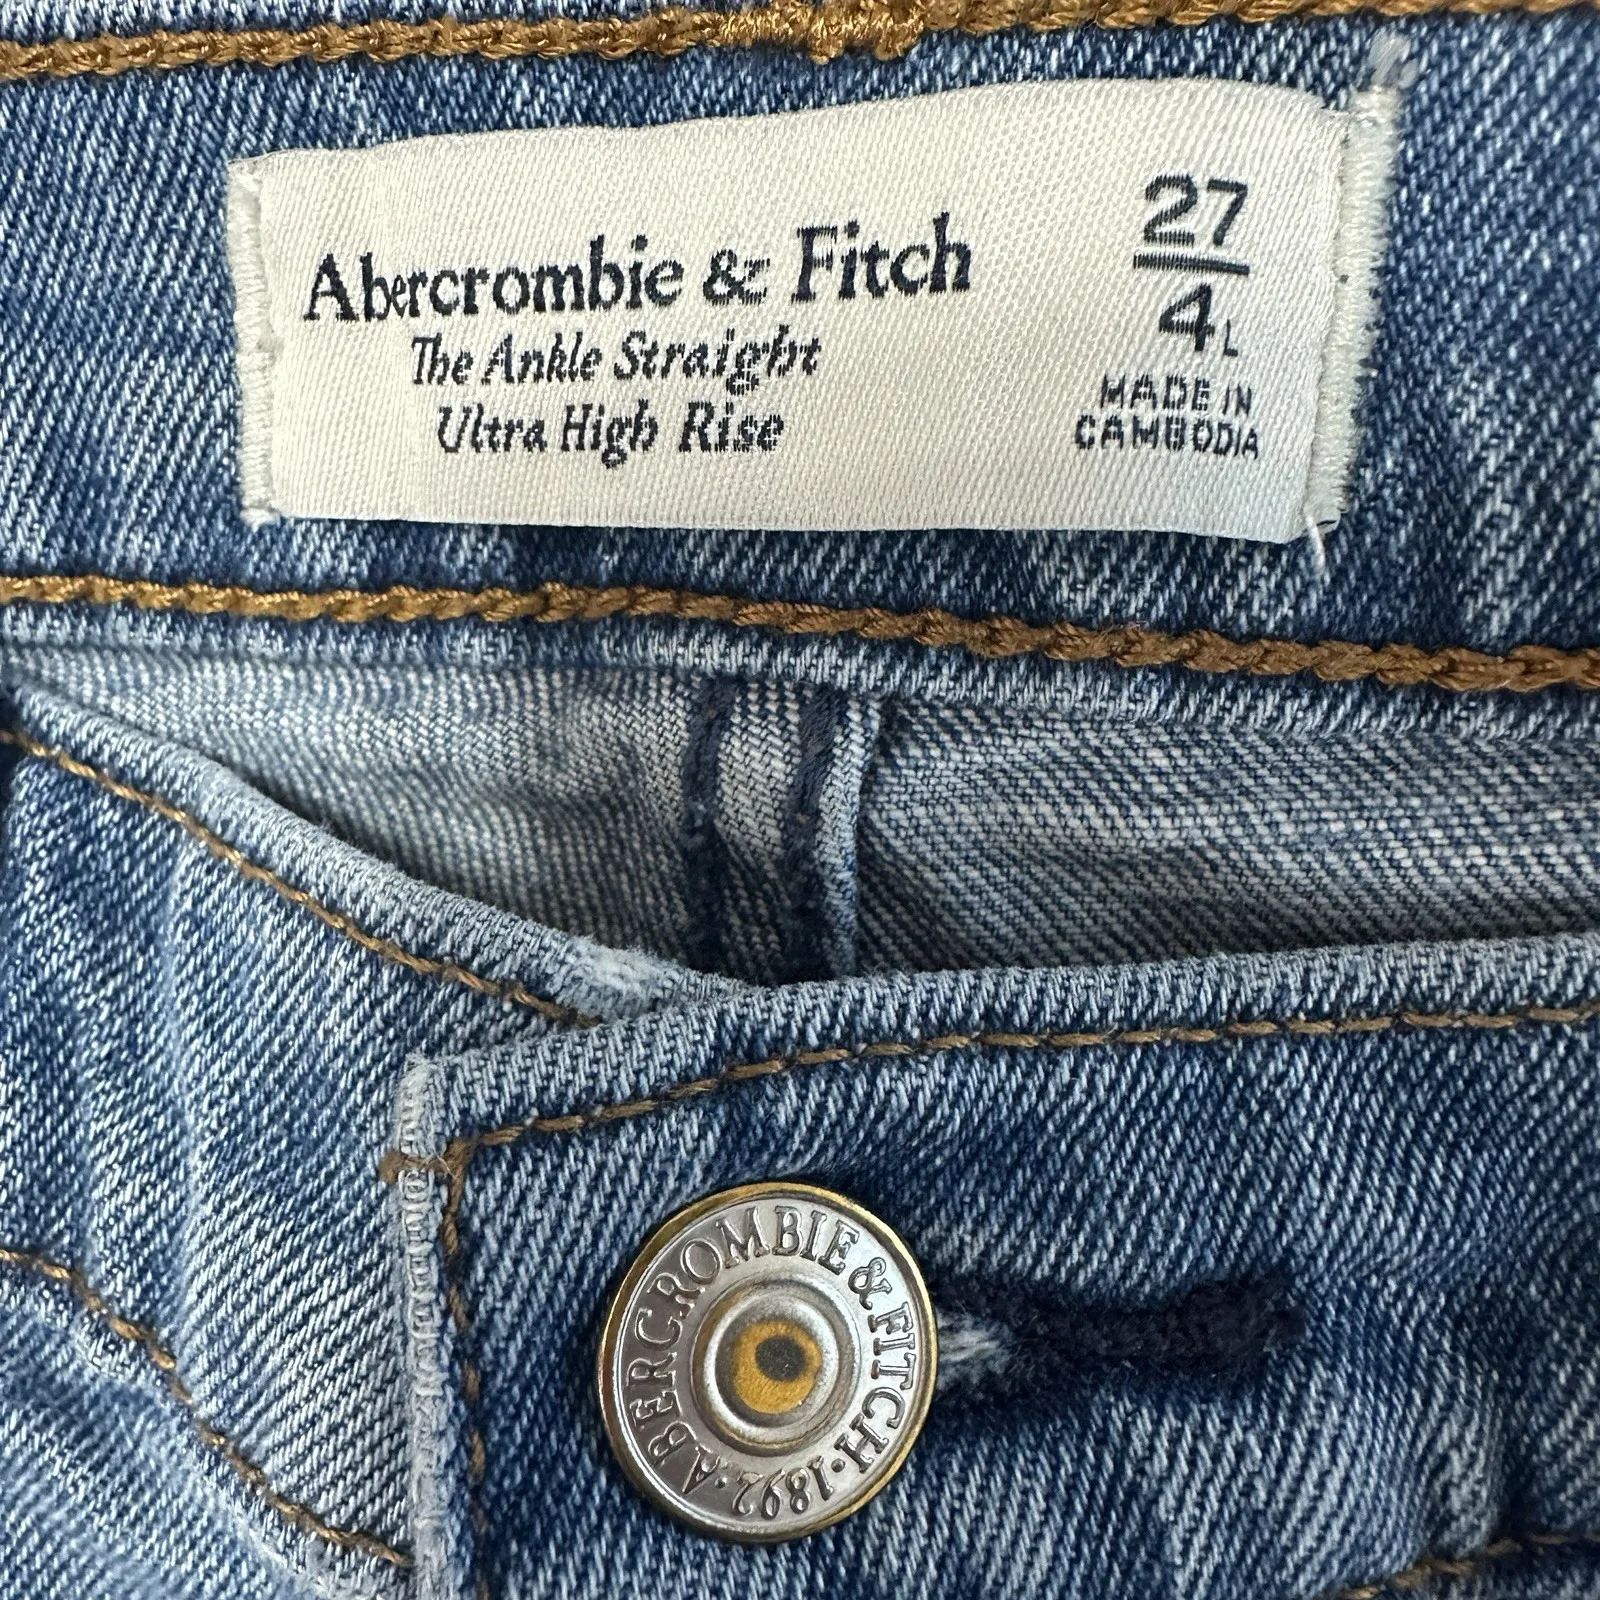 Abercrombie & Fitch
The Ankle Straight
Ultra High Rise
27
4L
MADE IN
CAMBODIA
ABERCROMBIE & FITCH · 1892 ·